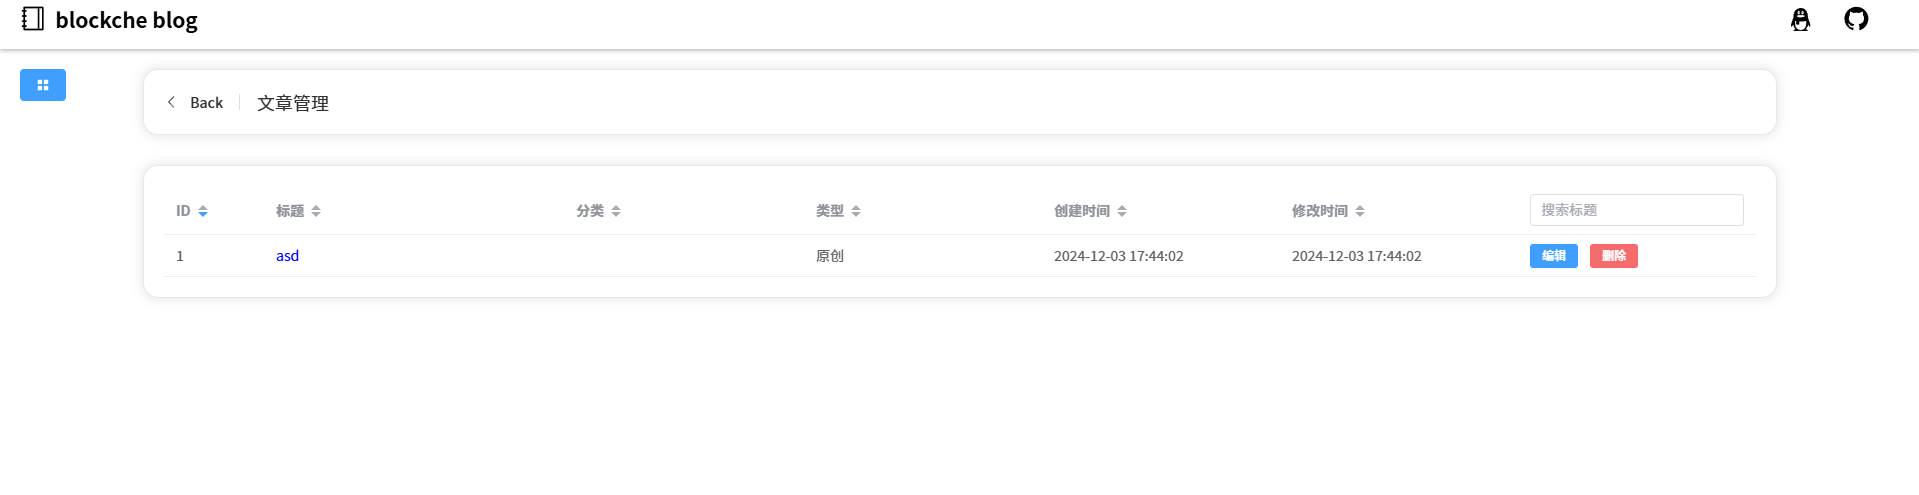 blockche blog
Back 文章管理
ID 标题 分类 类型 创建时间 修改时间 搜索标题
1 asd 原创 2024-12-03 17:44:02 2024-12-03 17:44:02 编辑 删除